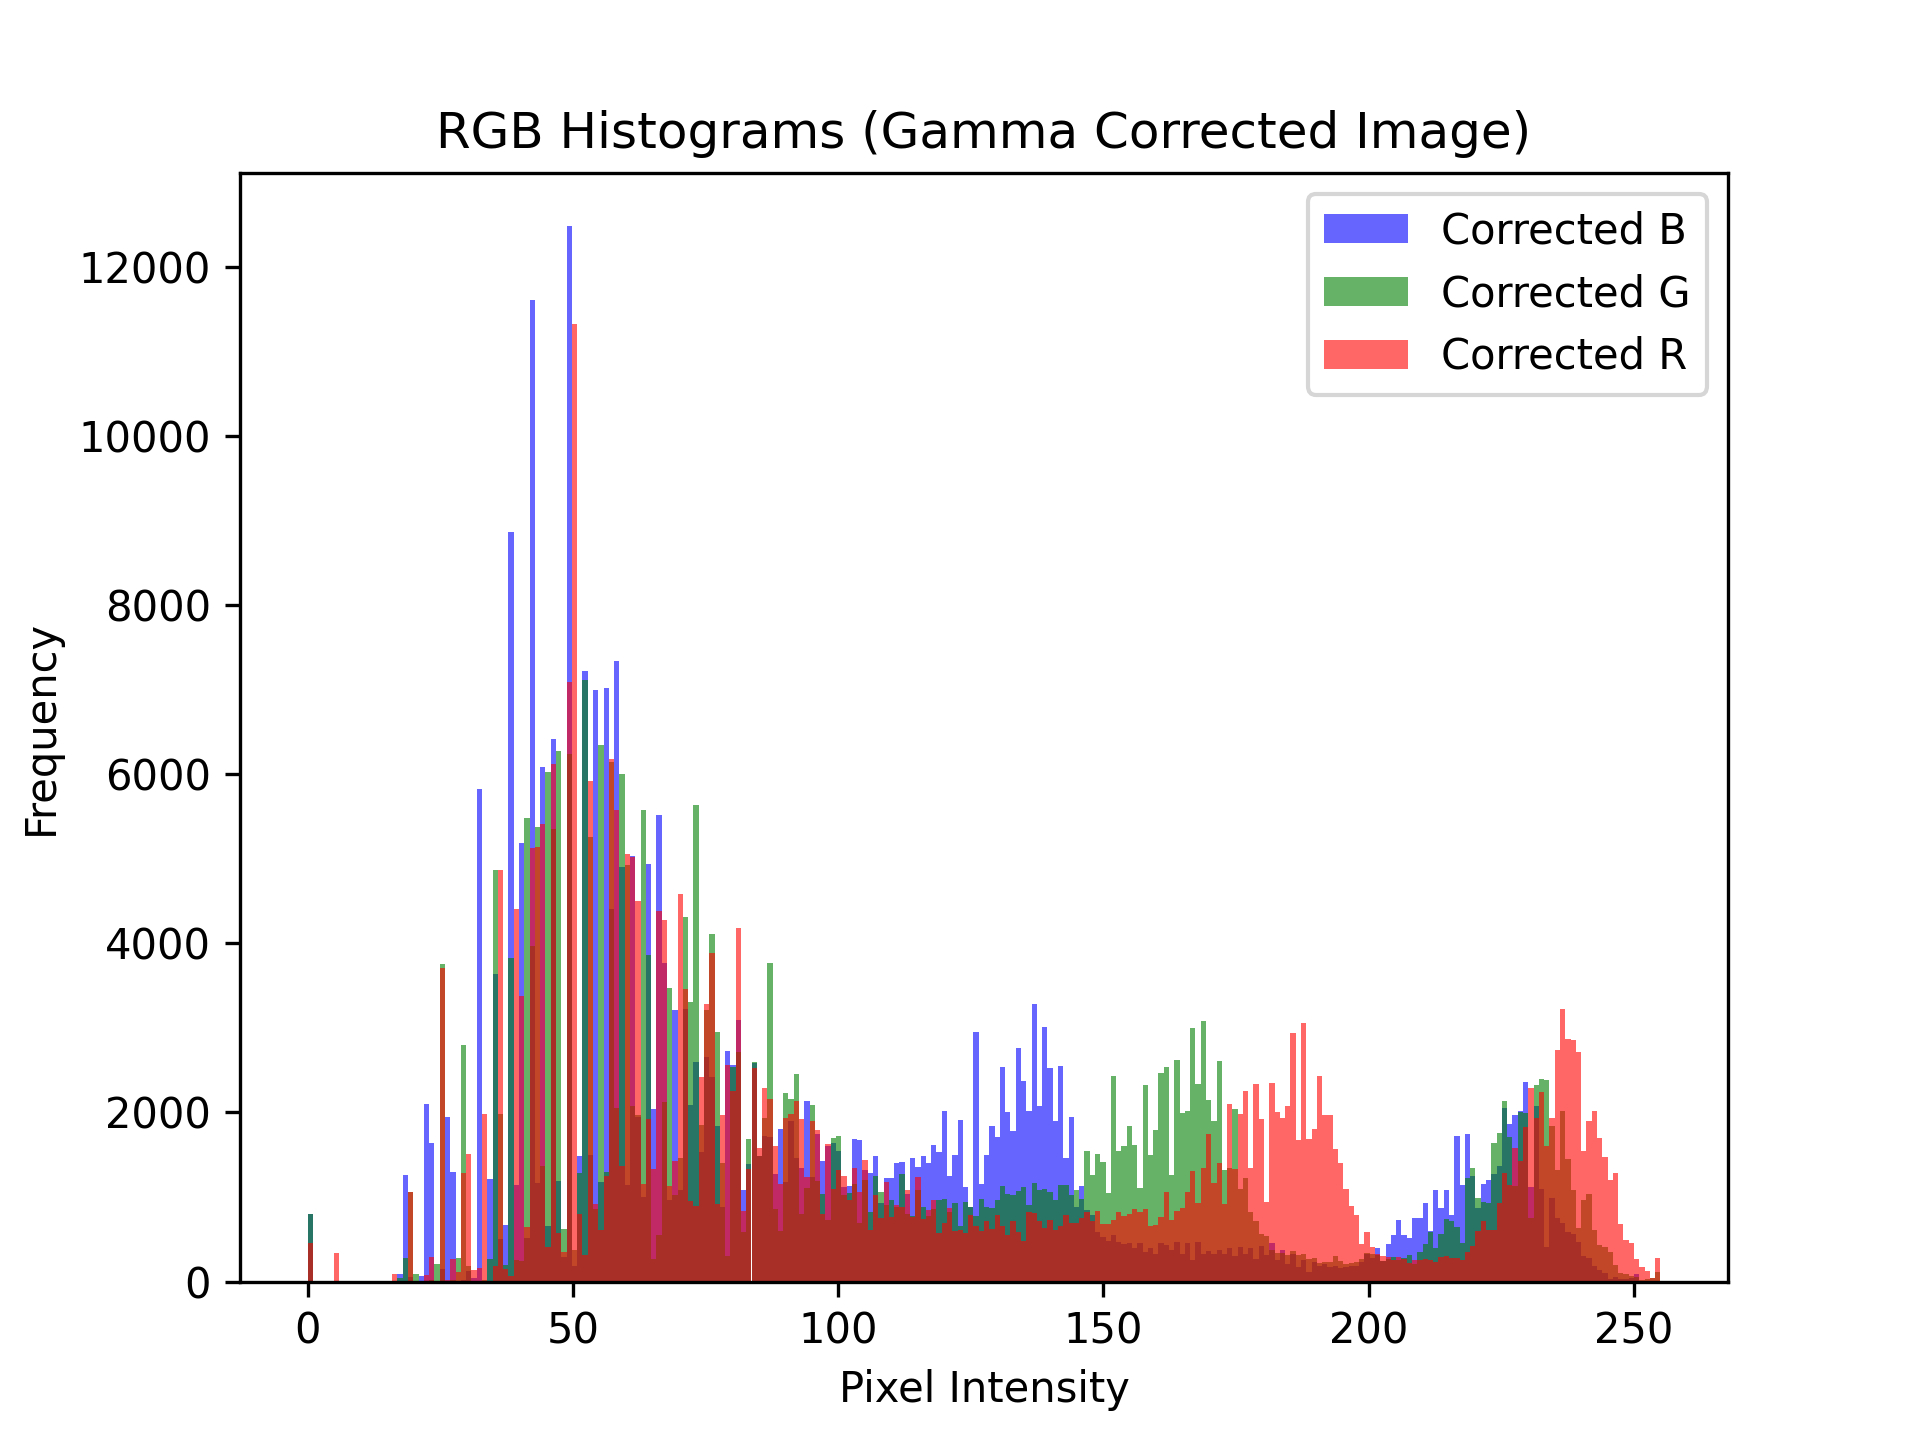 RGB Histograms (Gamma Corrected Image)
Corrected B
Corrected G
Corrected R
12000
10000
8000
6000
4000
2000
0
Frequency
0 50 100 150 200 250
Pixel Intensity